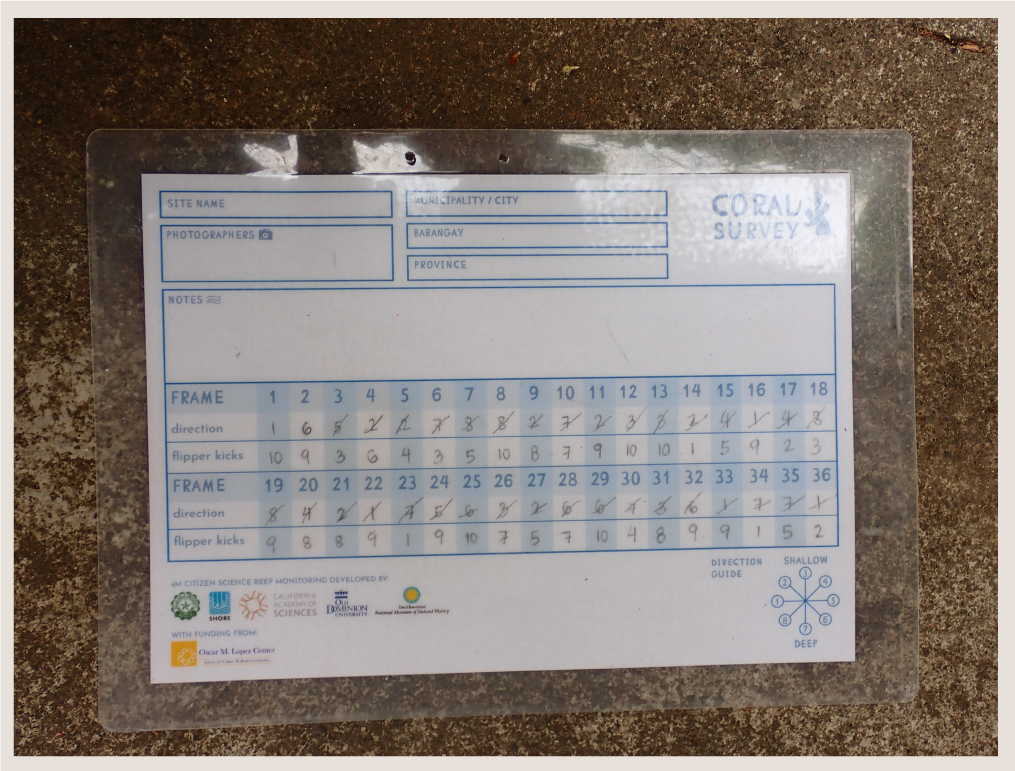 SITE NAME
MUNICIPALITY / CITY
CORAL
SURVEY
PHOTOGRAPHERS
BARANGAY
PROVINCE
NOTES
FRAME 1 2 3 4 5 6 7 8 9 10 11 12 13 14 15 16 17 18
direction 1 6 5 2 1 7 8 8 2 7 2 3 2 4 1 4 8
flipper kicks 10 9 3 6 4 3 5 10 8 7 9 10 10 1 5 9 2 3
FRAME 19 20 21 22 23 24 25 26 27 28 29 30 31 32 33 34 35 36
direction 8 4 2 1 7 5 6 3 2 6 6 7 6 1 7 7 1
flipper kicks 9 8 8 9 1 9 10 7 5 7 10 4 8 9 9 1 5 2
4M CITIZEN SCIENCE REEF MONITORING DEVELOPED BY:
SHORE
CALIFORNIA
ACADEMY OF
SCIENCES
OLD
DOMINION
UNIVERSITY
Smithsonian
National Museum of Natural History
WITH FUNDING FROM:
Oscar M. Lopez Center
DIRECTION
GUIDE
SHALLOW
3
2 4
1 5
8 6
7
DEEP